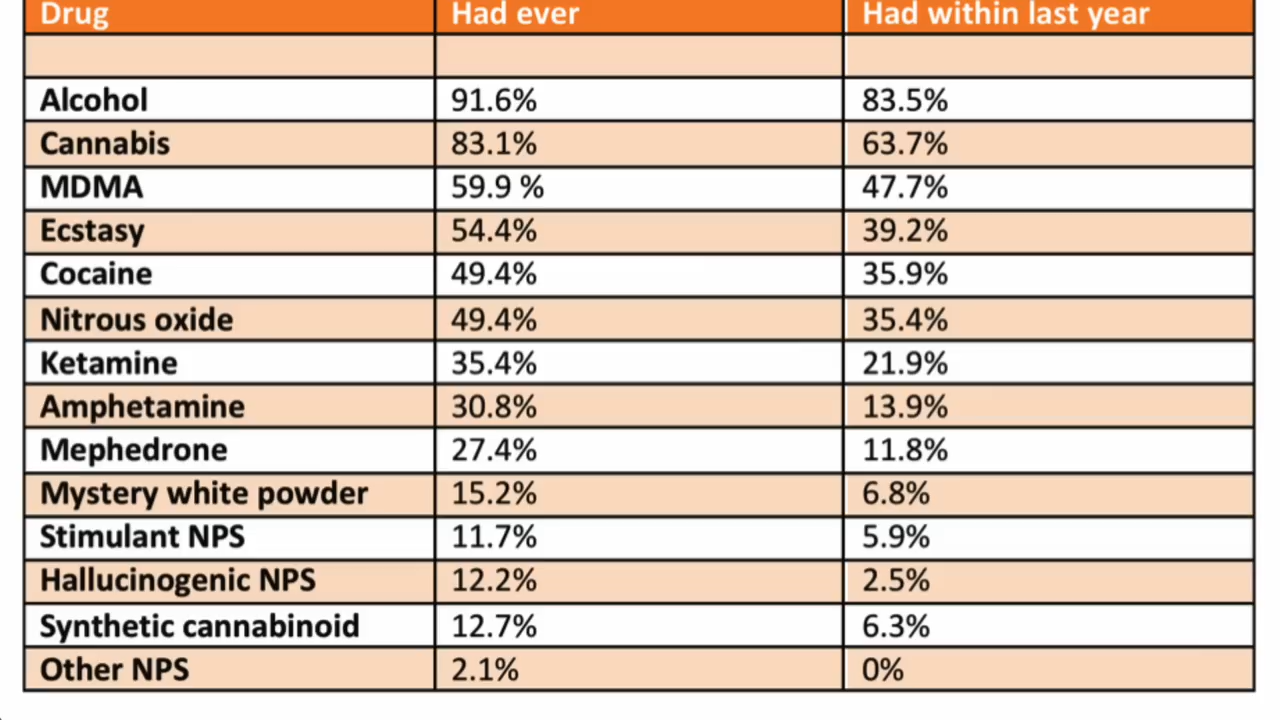 Drug Had ever Had within last year
Alcohol 91.6% 83.5%
Cannabis 83.1% 63.7%
MDMA 59.9 % 47.7%
Ecstasy 54.4% 39.2%
Cocaine 49.4% 35.9%
Nitrous oxide 49.4% 35.4%
Ketamine 35.4% 21.9%
Amphetamine 30.8% 13.9%
Mephedrone 27.4% 11.8%
Mystery white powder 15.2% 6.8%
Stimulant NPS 11.7% 5.9%
Hallucinogenic NPS 12.2% 2.5%
Synthetic cannabinoid 12.7% 6.3%
Other NPS 2.1% 0%